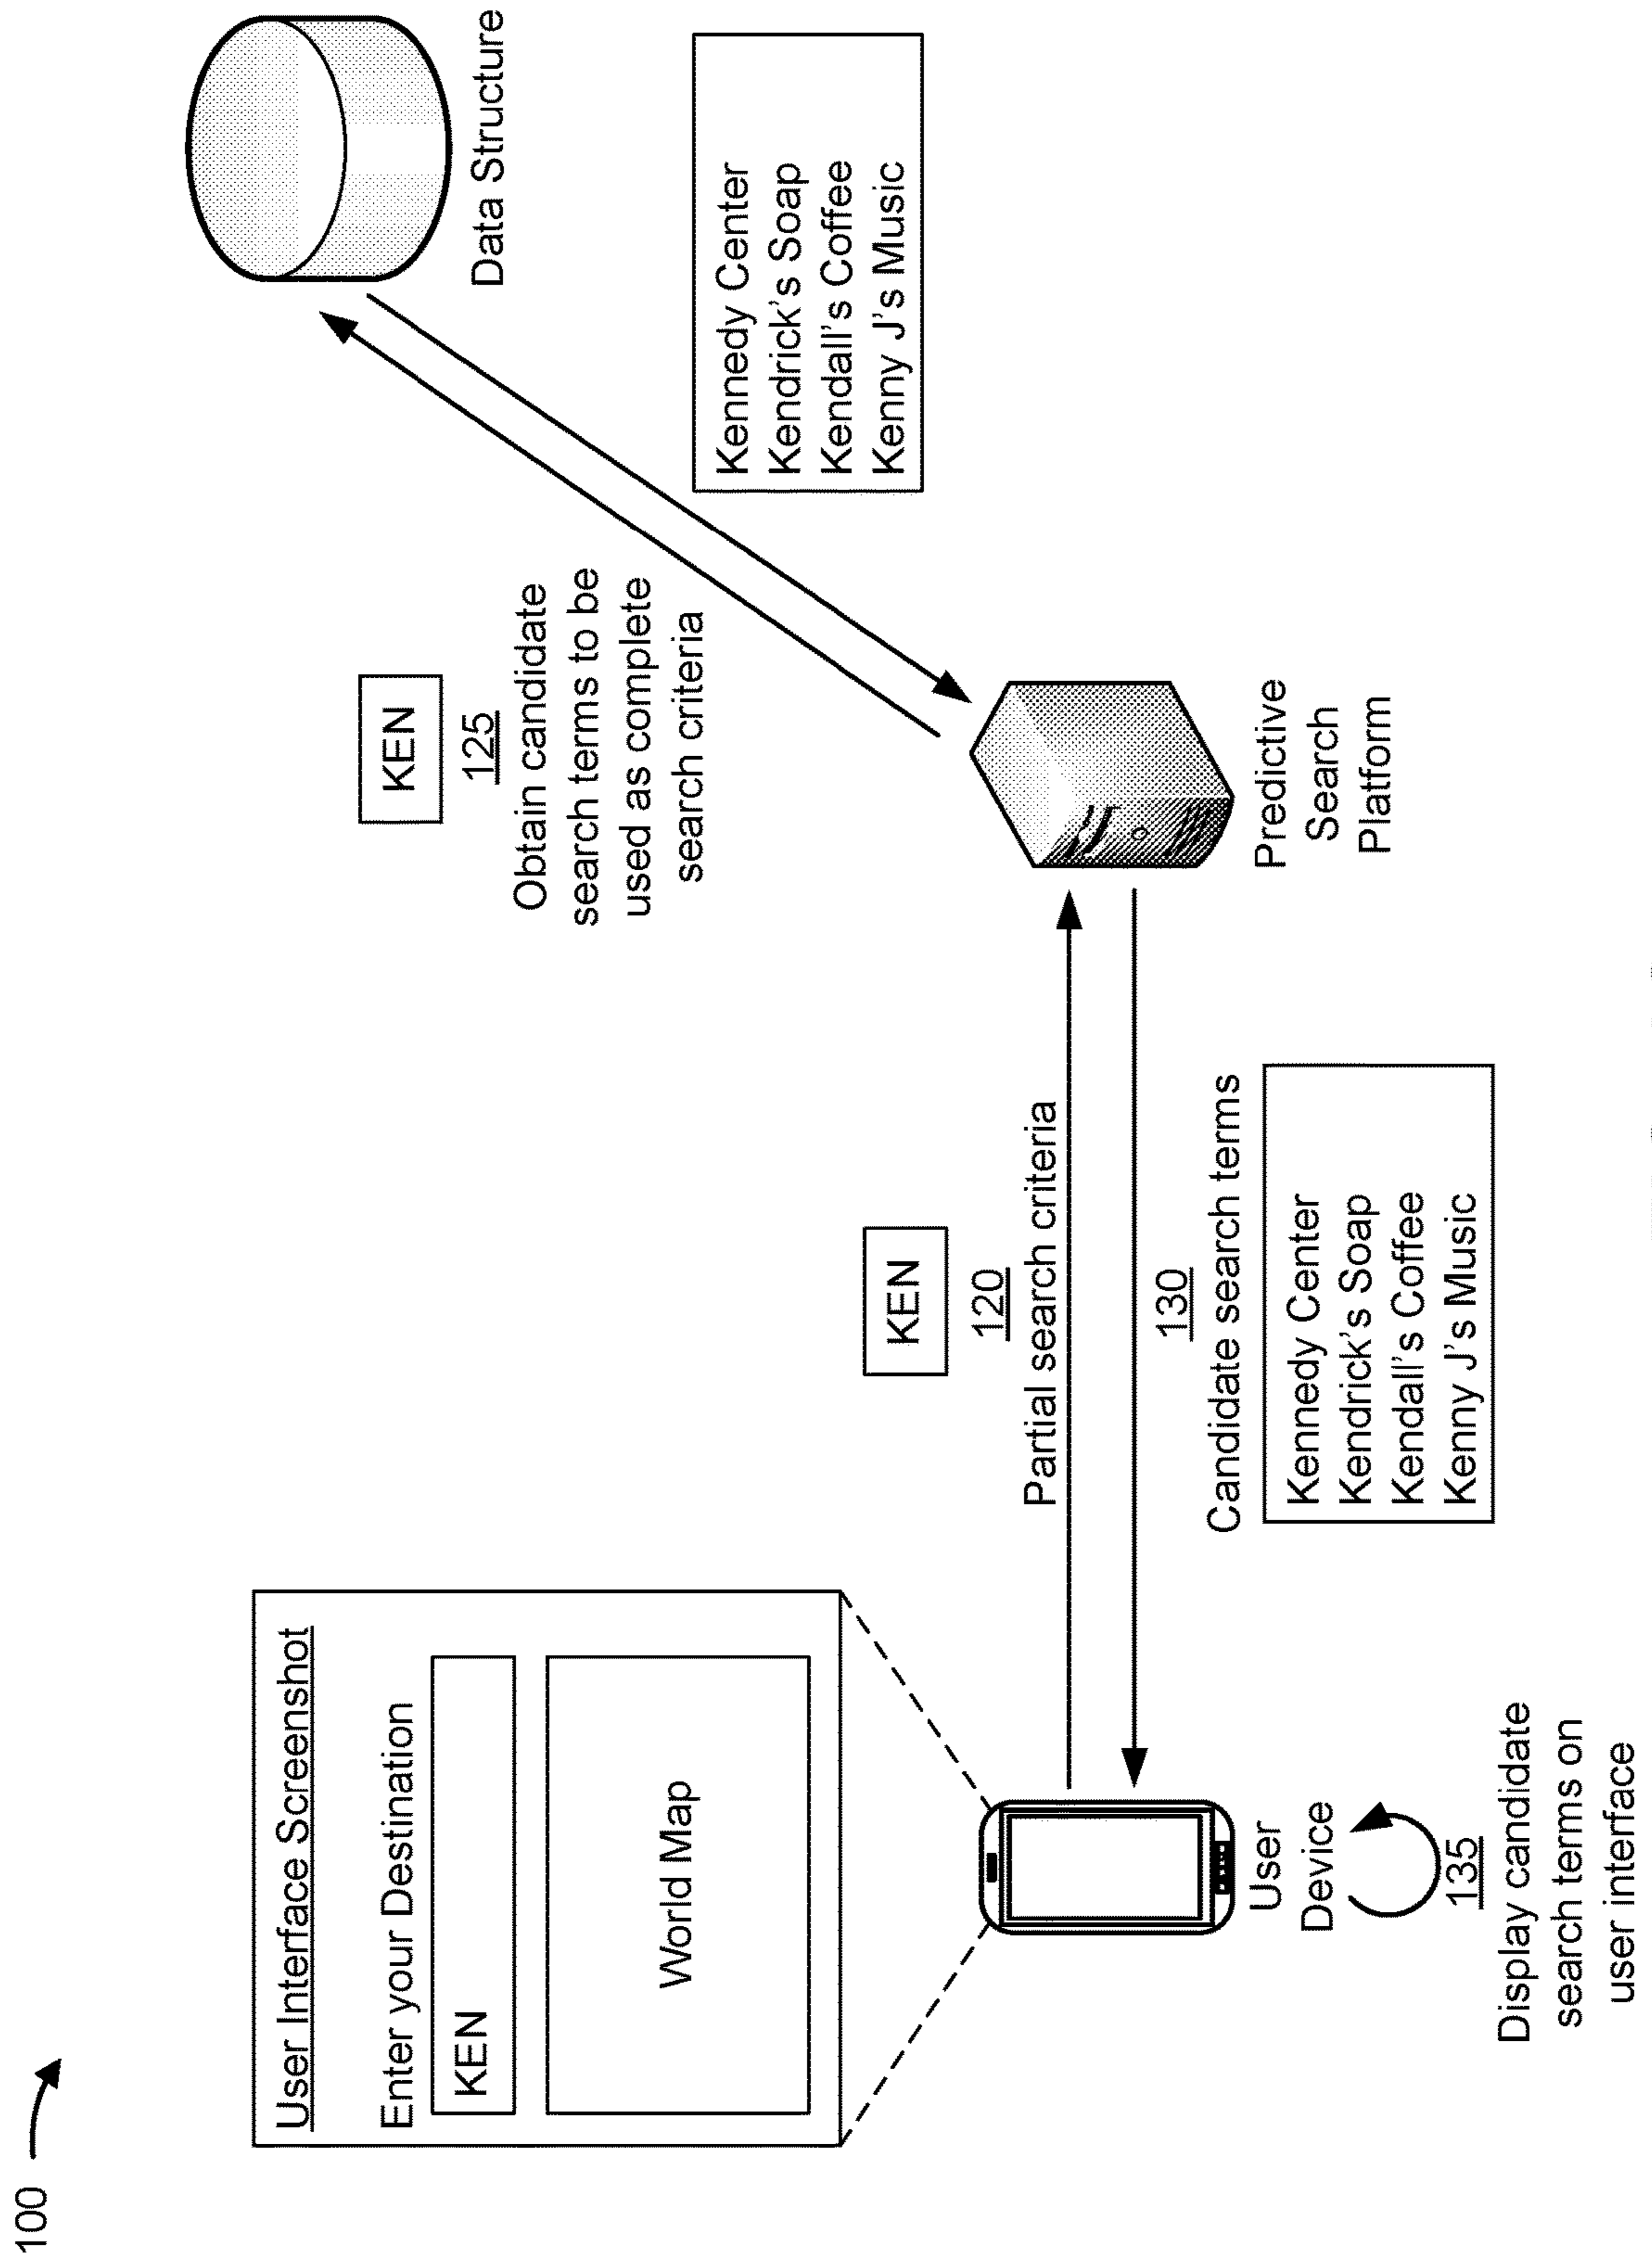 100
User Interface Screenshot
Enter your Destination
KEN
World Map
User
Device
135
Display candidate
search terms on
user interface
KEN
120
Partial search criteria
130
Candidate search terms
Kennedy Center
Kendrick's Soap
Kendall's Coffee
Kenny J's Music
KEN
125
Obtain candidate
search terms to be
used as complete
search criteria
Predictive
Search
Platform
Data Structure
Kennedy Center
Kendrick's Soap
Kendall's Coffee
Kenny J's Music